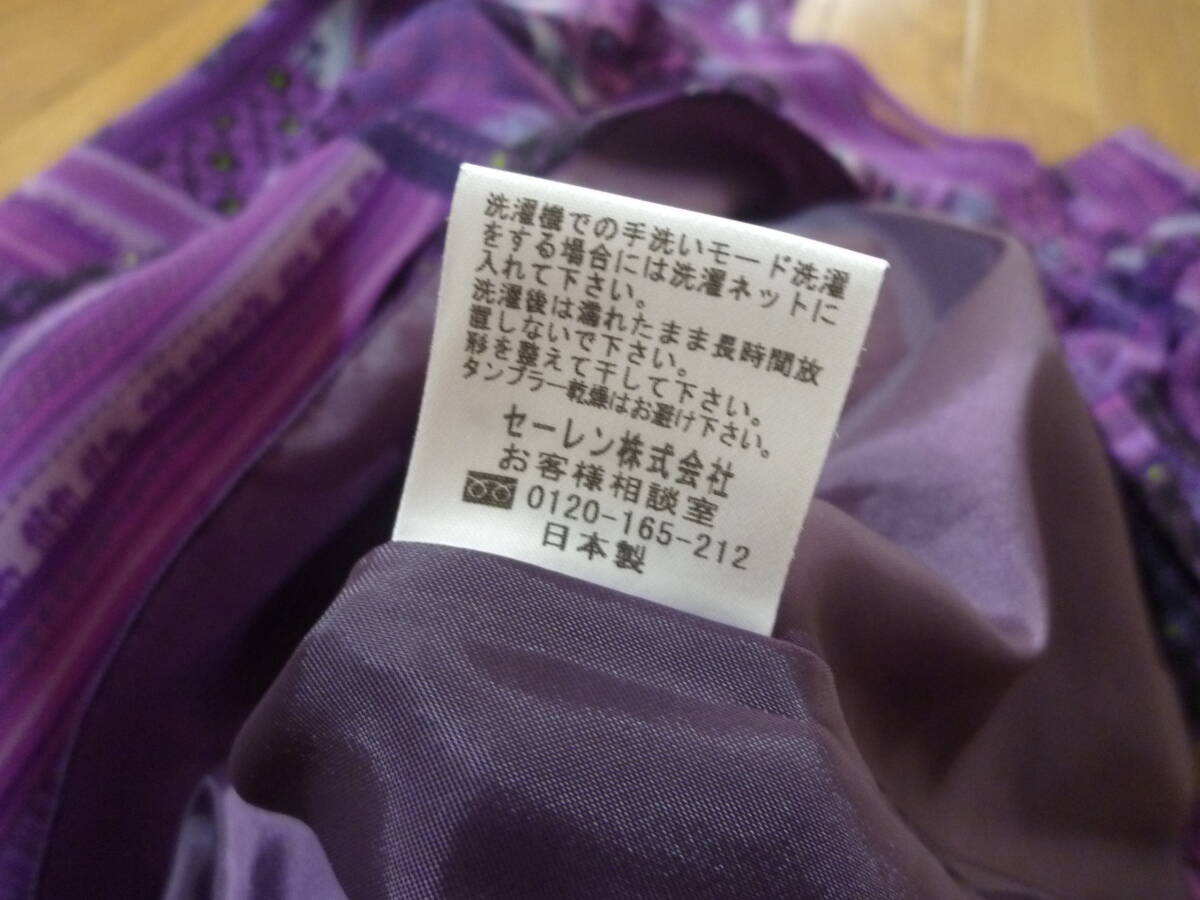 洗濯機での手洗いモード洗濯
をする場合には洗濯ネットに
入れて下さい。
洗濯後は濡れたまま長時間放
置しないで下さい。
形を整えて干して下さい。
タンブラー乾燥はお避け下さい。
セーレン株式会社
お客様相談室
0120-165-212
日本製